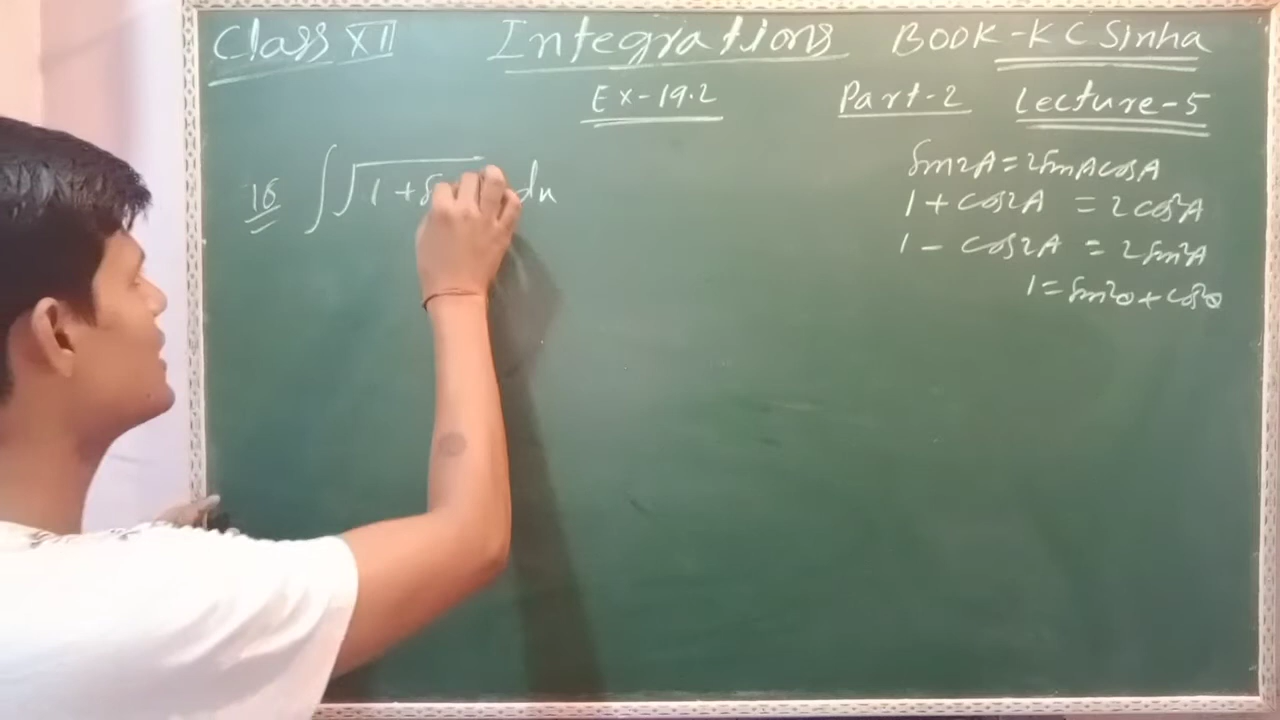 Class XII Integrations BOOK-KC Sinha
Ex-19.2 Part-2 Lecture-5
16 ∫√1+s dx
sin2A=2sinAcosA
1+cos2A = 2cos²A
1-cos2A = 2sin²A
1=sin²θ+cos²θ